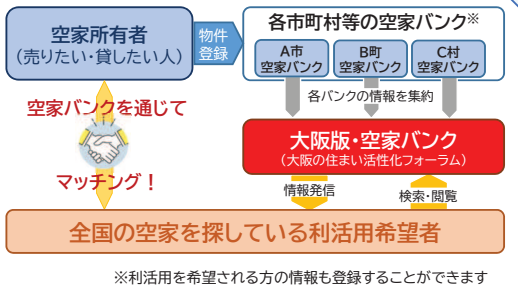 空家所有者
(売りたい・貸したい人)
物件
登録
各市町村等の空家バンク※
A市
空家バンク
B町
空家バンク
C村
空家バンク
各バンクの情報を集約
空家バンクを通じて
マッチング！
大阪版・空家バンク
(大阪の住まい活性化フォーラム)
情報発信
検索・閲覧
全国の空家を探している利活用希望者
※利活用を希望される方の情報も登録することができます